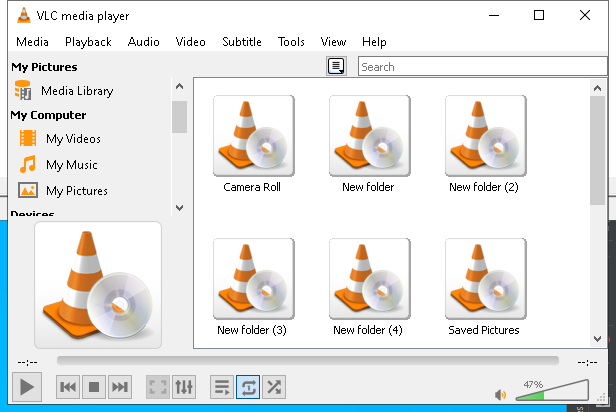 VLC media player
Media Playback Audio Video Subtitle Tools View Help
My Pictures
Search
Media Library
My Computer
My Videos
My Music
My Pictures
Devices
Camera Roll New folder New folder (2)
New folder (3) New folder (4) Saved Pictures
--:-- --:--
47%